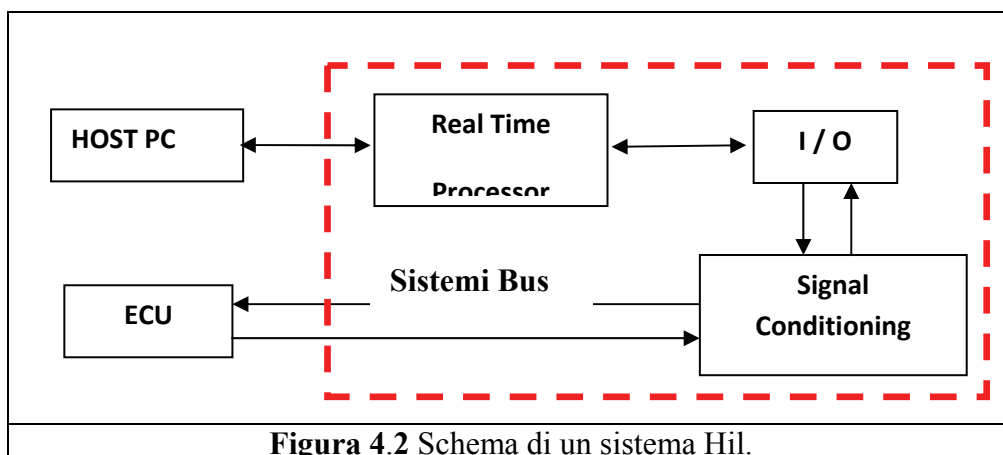 HOST PC
Real Time
Processor
I / O
Sistemi Bus
ECU
Signal
Conditioning
Figura 4.2 Schema di un sistema Hil.